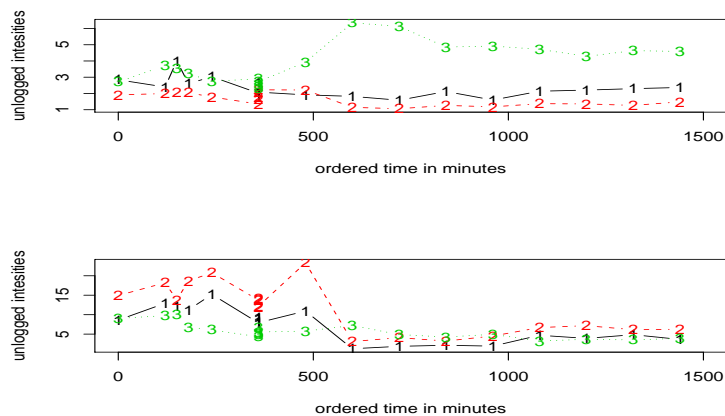 unlogged intesities
1 3 5
0 500 1000 1500
ordered time in minutes
unlogged intesities
5 15
0 500 1000 1500
ordered time in minutes